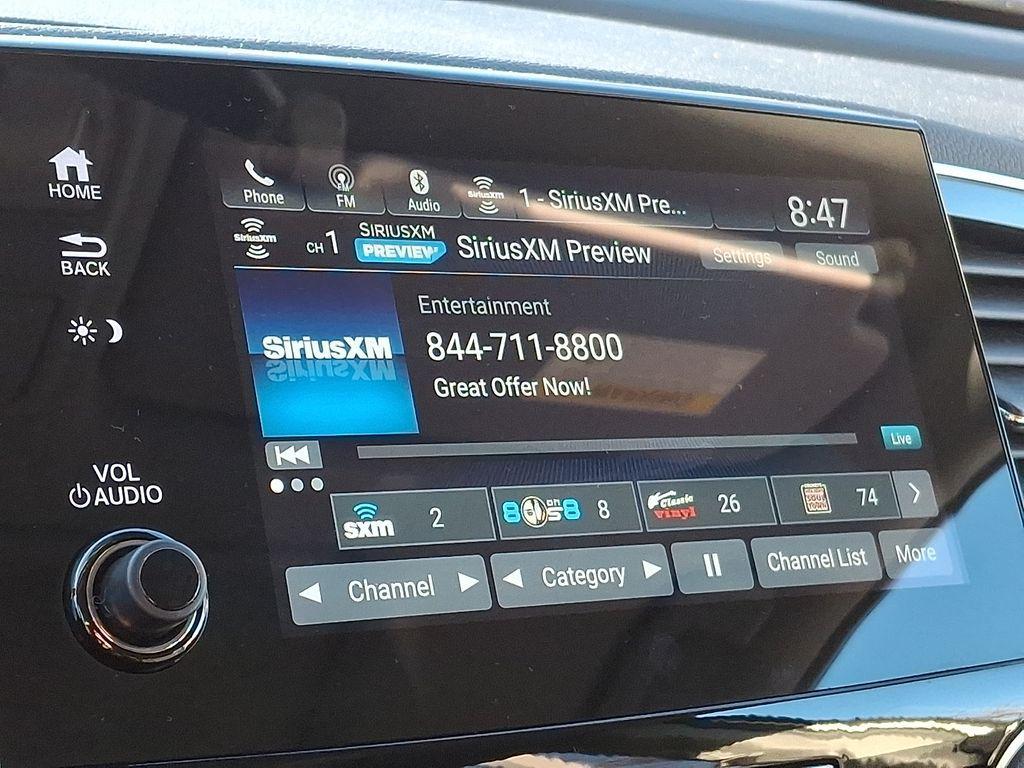 HOME
BACK
VOL
AUDIO
Phone
FM
Audio
SiriusXM
1 - SiriusXM Pre...
8:47
SiriusXM
CH 1
SIRIUSXM
PREVIEW
SiriusXM Preview
Settings
Sound
SiriusXM
Entertainment
844-711-8800
Great Offer Now!
Live
sxm 2
80s on 8 8
Classic
vinyl
26
74
Channel
Category
Channel List
More